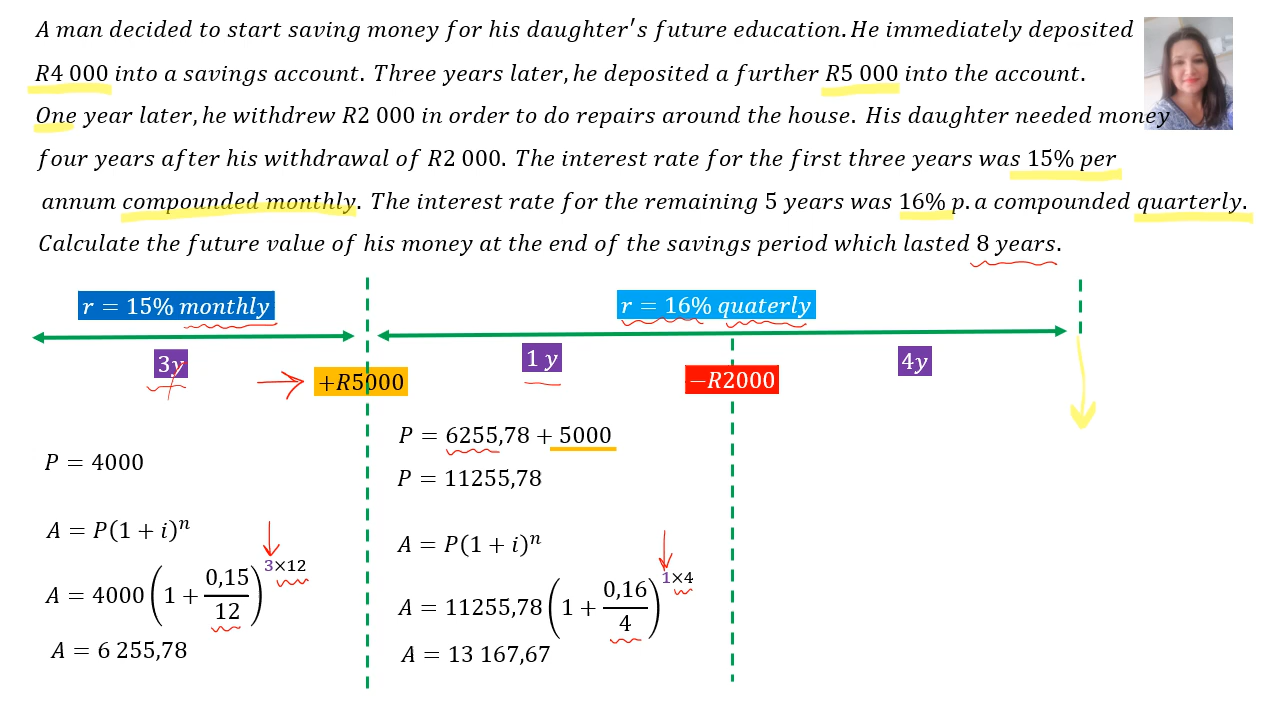 A man decided to start saving money for his daughter's future education. He immediately deposited
R4 000 into a savings account. Three years later, he deposited a further R5 000 into the account.
One year later, he withdrew R2 000 in order to do repairs around the house. His daughter needed money
four years after his withdrawal of R2 000. The interest rate for the first three years was 15% per
annum compounded monthly. The interest rate for the remaining 5 years was 16% p. a compounded quarterly.
Calculate the future value of his money at the end of the savings period which lasted 8 years.
r = 15% monthly
r = 16% quaterly
3y
1 y
4y
+R5000
−R2000
P = 4000
A = P(1 + i)ⁿ
A = 4000(1 + 0,15/12)^3×12
A = 6 255,78
P = 6255,78 + 5000
P = 11255,78
A = P(1 + i)ⁿ
A = 11255,78(1 + 0,16/4)^1×4
A = 13 167,67